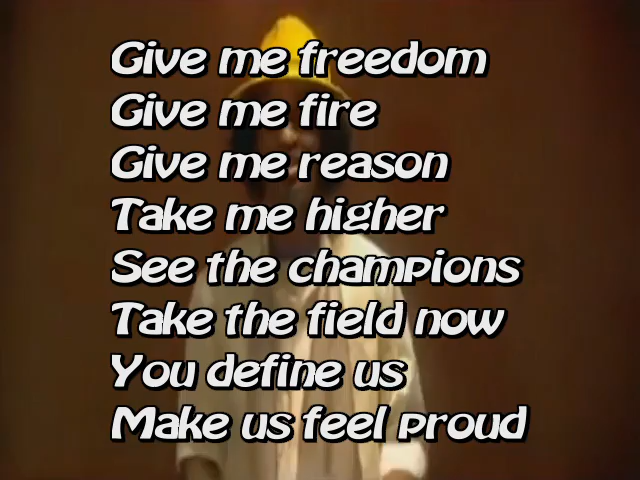 Give me freedom
Give me fire
Give me reason
Take me higher
See the champions
Take the field now
You define us
Make us feel proud